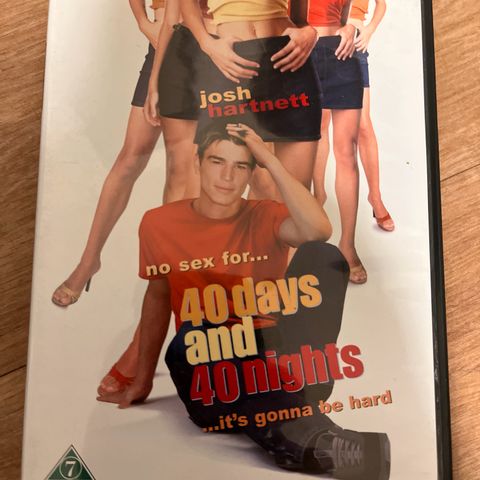 josh
hartnett
no sex for...
40 days
and
40 nights
...it's gonna be hard
7